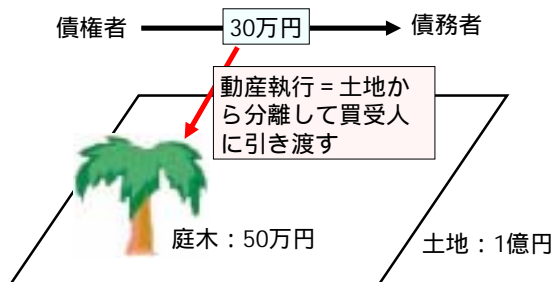 債権者
30万円
債務者
動産執行=土地か
ら分離して買受人
に引き渡す
庭木:50万円
土地:1億円